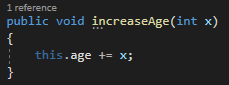 1 reference
public void increaseAge(int x)
{
this.age += x;
}